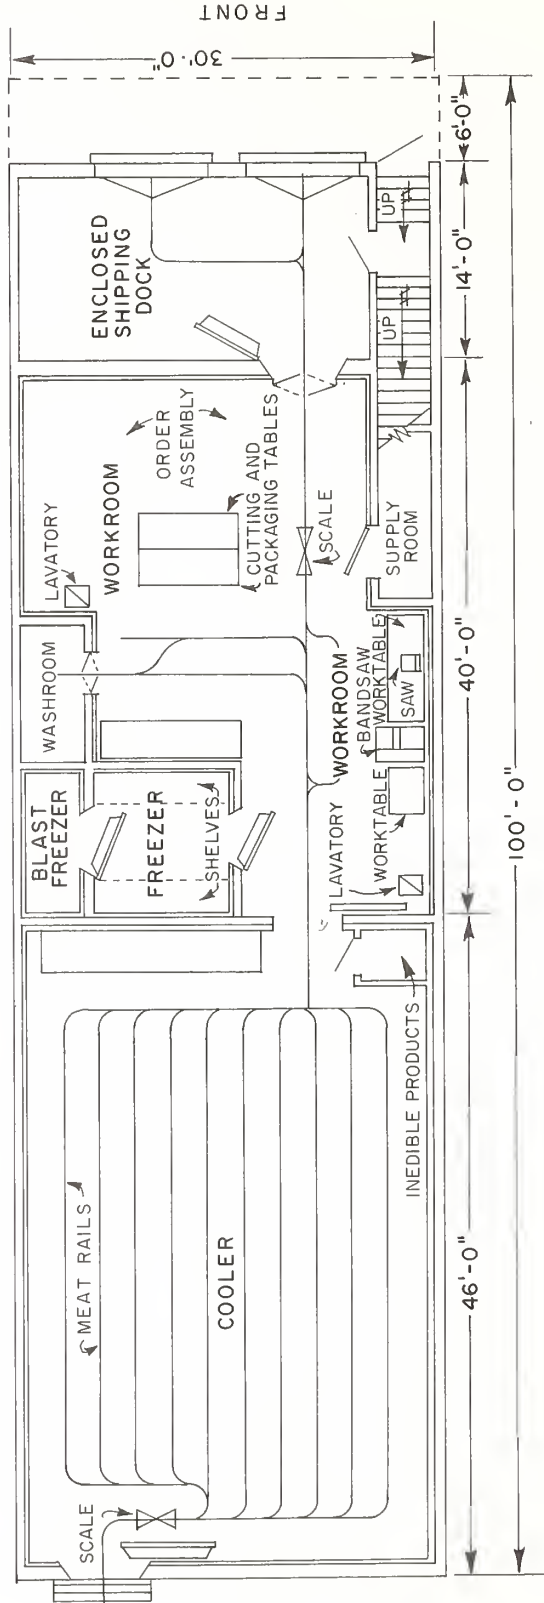 FRONT
30'-0"
6'-0"
14'-0"
40'-0"
46'-0"
100'-0"
ENCLOSED
SHIPPING
DOCK
UP
UP
LAVATORY
WORKROOM
ORDER
ASSEMBLY
CUTTING AND
PACKAGING TABLES
SCALE
SUPPLY
ROOM
WASHROOM
WORKROOM
BANDSAW
WORKTABLE
SAW
BLAST
FREEZER
FREEZER
SHELVES
LAVATORY
WORKTABLE
INEDIBLE PRODUCTS
MEAT RAILS
COOLER
SCALE